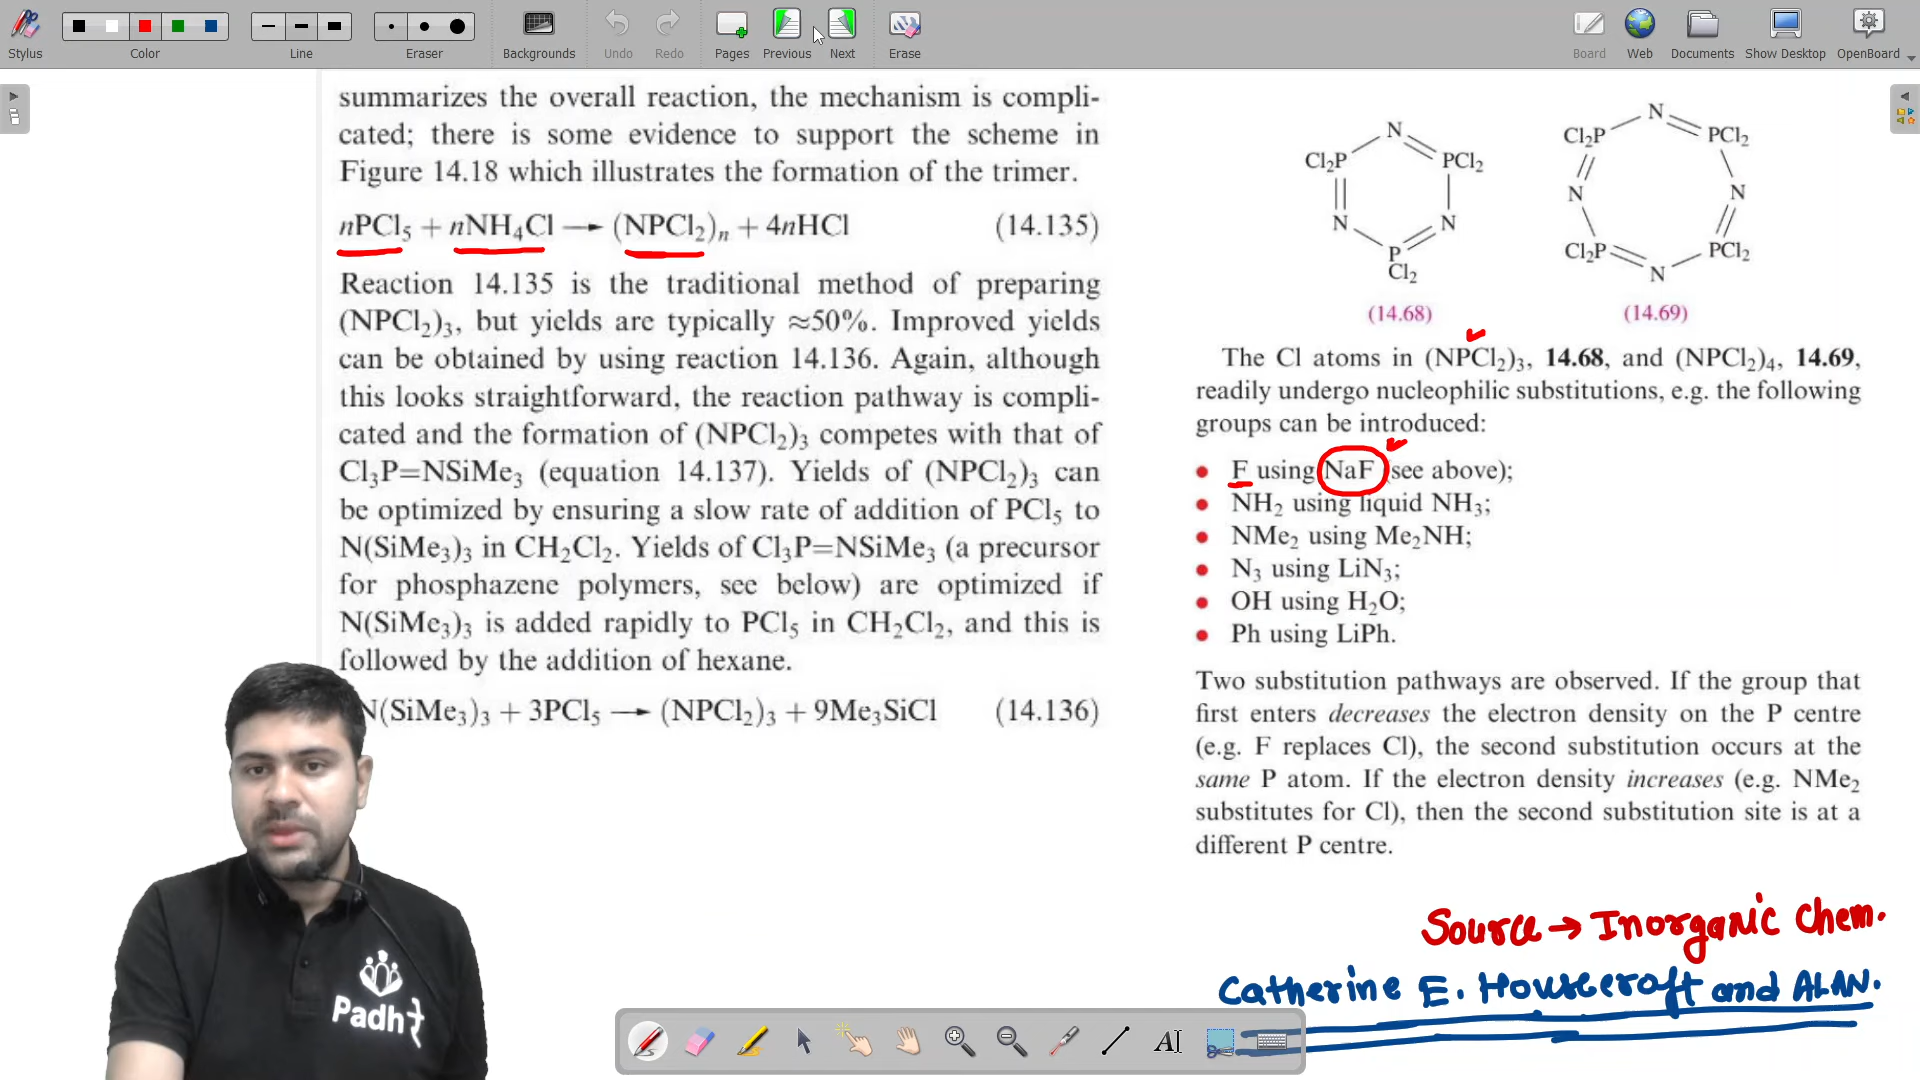 Stylus
Color
Line
Eraser
Backgrounds
Undo
Redo
Pages
Previous
Next
Erase
Board
Web
Documents
Show Desktop
OpenBoard
summarizes the overall reaction, the mechanism is compli-
cated; there is some evidence to support the scheme in
Figure 14.18 which illustrates the formation of the trimer.
nPCl₅ + nNH₄Cl → (NPCl₂)ₙ + 4nHCl (14.135)
Reaction 14.135 is the traditional method of preparing
(NPCl₂)₃, but yields are typically ≈50%. Improved yields
can be obtained by using reaction 14.136. Again, although
this looks straightforward, the reaction pathway is compli-
cated and the formation of (NPCl₂)₃ competes with that of
Cl₃P=NSiMe₃ (equation 14.137). Yields of (NPCl₂)₃ can
be optimized by ensuring a slow rate of addition of PCl₅ to
N(SiMe₃)₃ in CH₂Cl₂. Yields of Cl₃P=NSiMe₃ (a precursor
for phosphazene polymers, see below) are optimized if
N(SiMe₃)₃ is added rapidly to PCl₅ in CH₂Cl₂, and this is
followed by the addition of hexane.
N(SiMe₃)₃ + 3PCl₅ → (NPCl₂)₃ + 9Me₃SiCl (14.136)
Padhरे
N
Cl₂P PCl₂
N N
P
Cl₂
(14.68)
N
Cl₂P PCl₂
N N
Cl₂P PCl₂
N
(14.69)
The Cl atoms in (NPCl₂)₃, 14.68, and (NPCl₂)₄, 14.69,
readily undergo nucleophilic substitutions, e.g. the following
groups can be introduced:
• F using NaF (see above);
• NH₂ using liquid NH₃;
• NMe₂ using Me₂NH;
• N₃ using LiN₃;
• OH using H₂O;
• Ph using LiPh.
Two substitution pathways are observed. If the group that
first enters decreases the electron density on the P centre
(e.g. F replaces Cl), the second substitution occurs at the
same P atom. If the electron density increases (e.g. NMe₂
substitutes for Cl), then the second substitution site is at a
different P centre.
Source → Inorganic Chem.
Catherine E. Housecroft and ALAN.